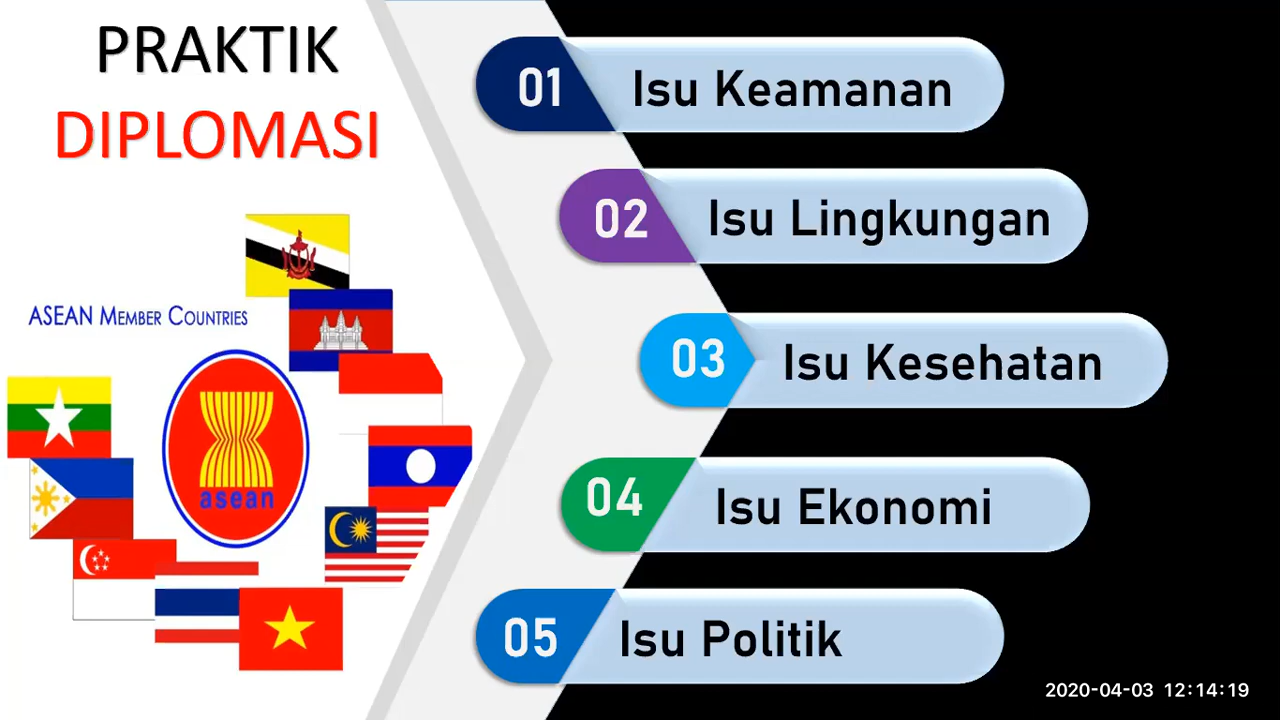 PRAKTIK
DIPLOMASI
ASEAN MEMBER COUNTRIES
asean
01 Isu Keamanan
02 Isu Lingkungan
03 Isu Kesehatan
04 Isu Ekonomi
05 Isu Politik
2020-04-03 12:14:19